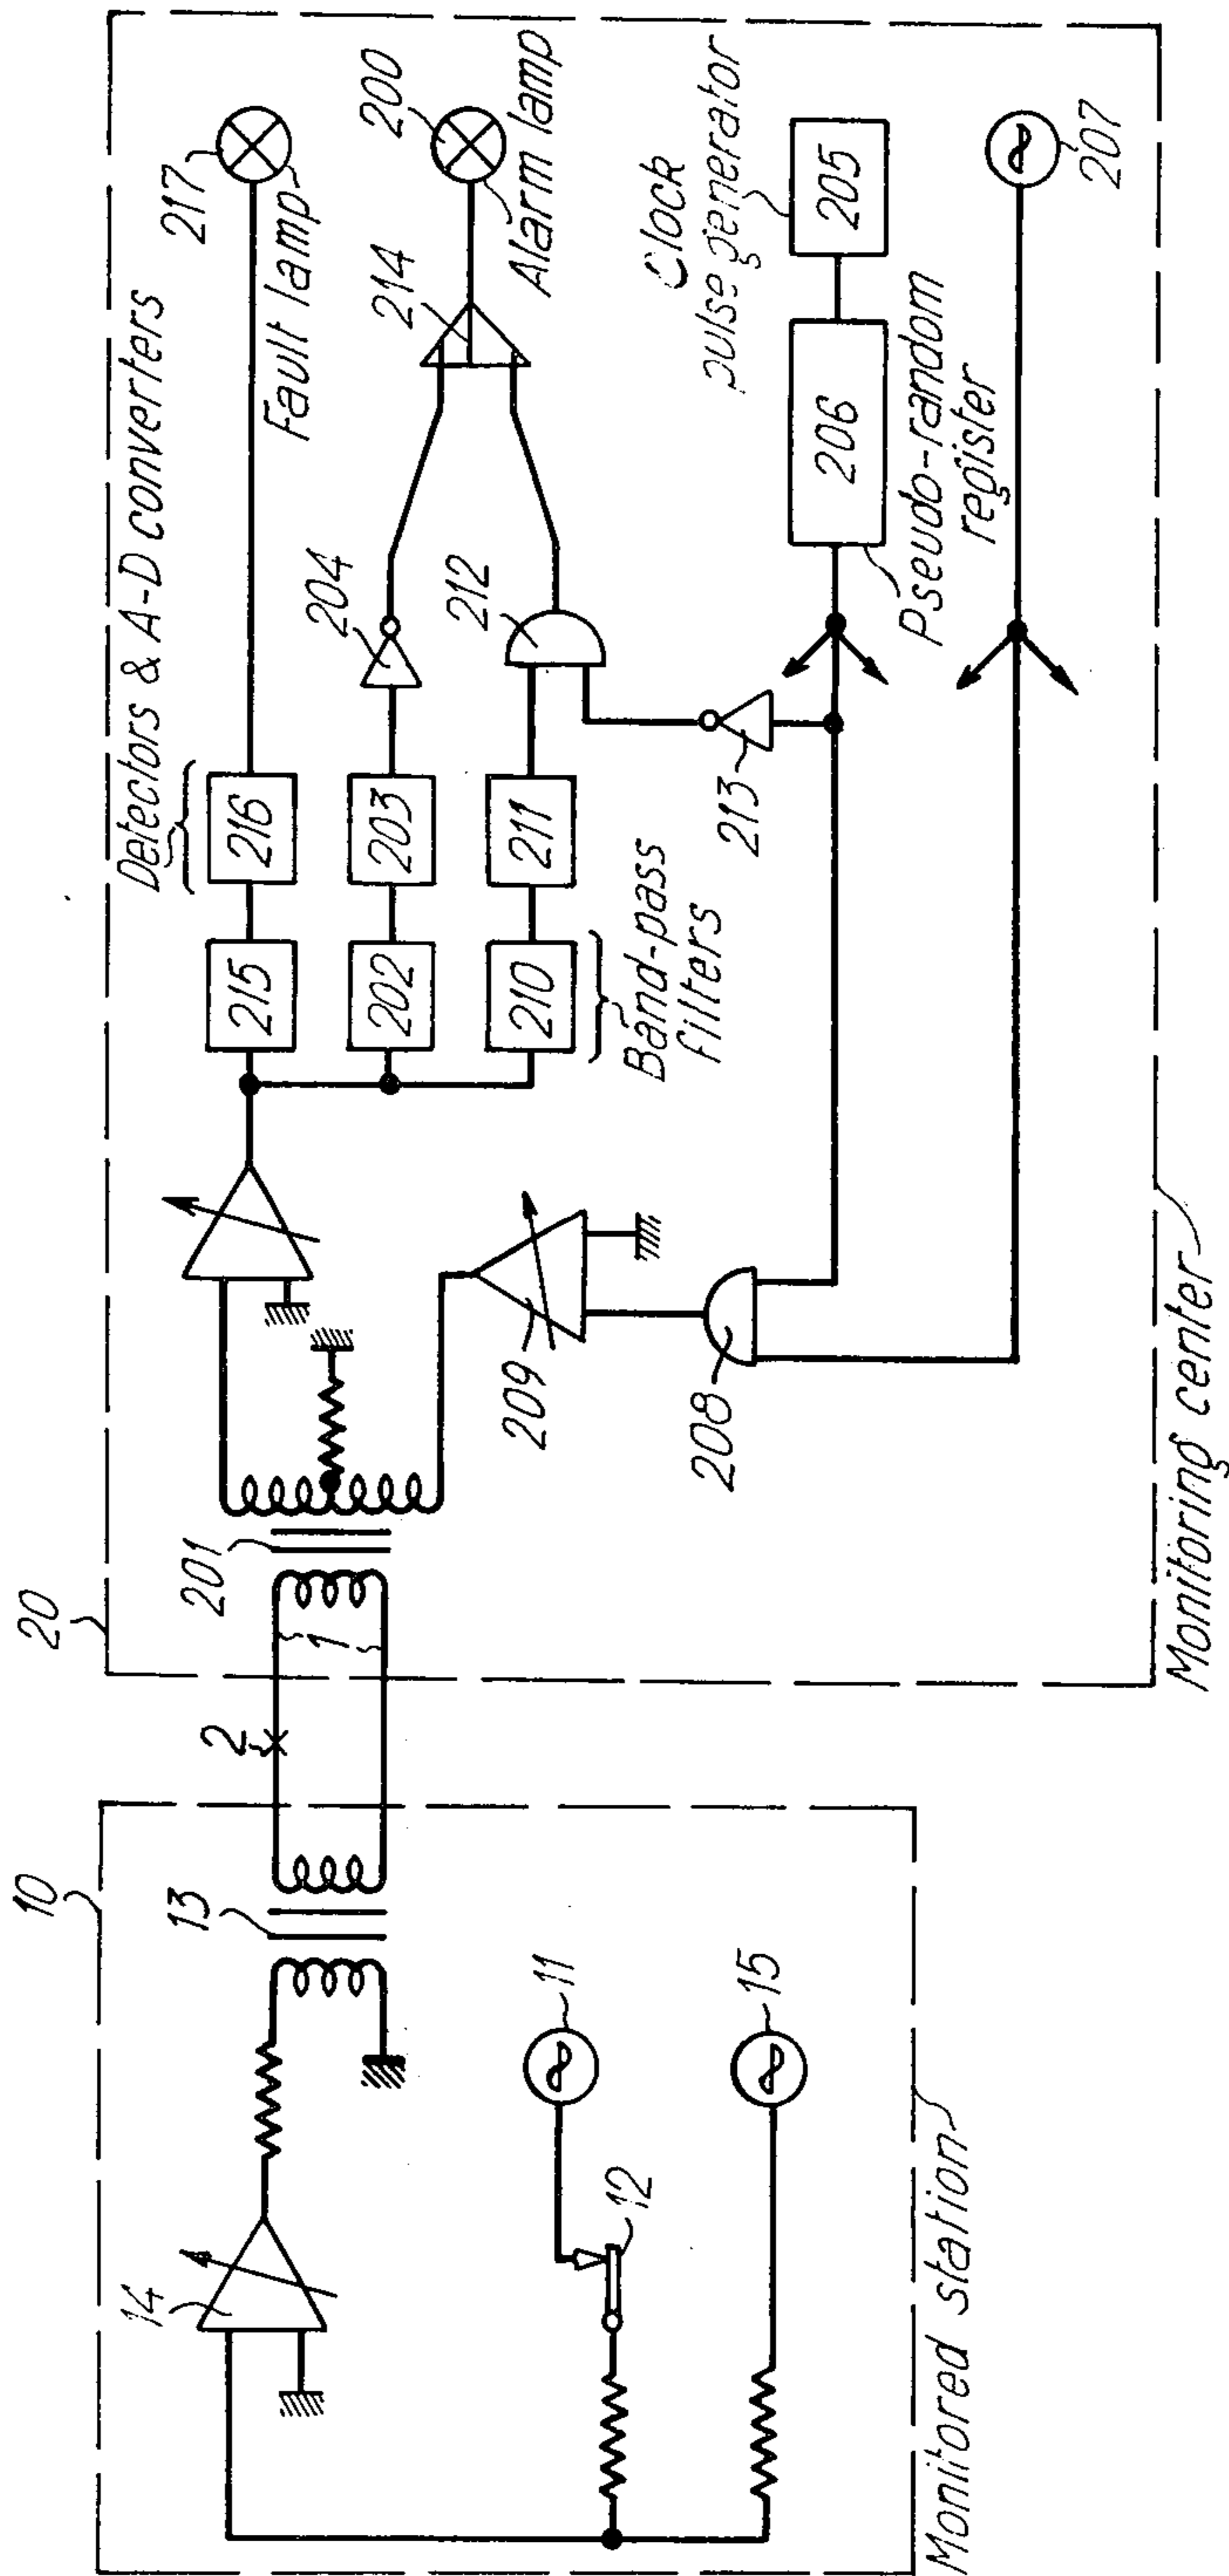 10
14
13
11
12
15
Monitored station
2
1
20
201
209
208
215
216
202
203
210
211
204
212
213
214
217
200
205
206
207
Detectors & A-D converters
Fault lamp
Alarm lamp
Clock
pulse generator
Band-pass
filters
Pseudo-random
register
Monitoring center